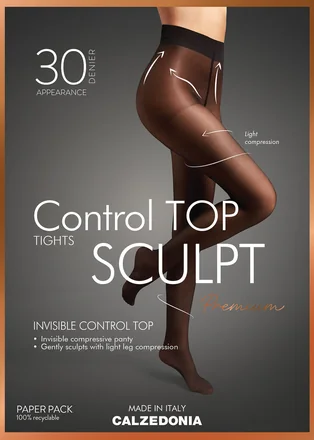 30 DENIER
APPEARANCE
Light
compression
Control TOP
TIGHTS
SCULPT
Premium
INVISIBLE CONTROL TOP
• Invisible compressive panty
• Gently sculpts with light leg compression
PAPER PACK
100% recyclable
MADE IN ITALY
CALZEDONIA